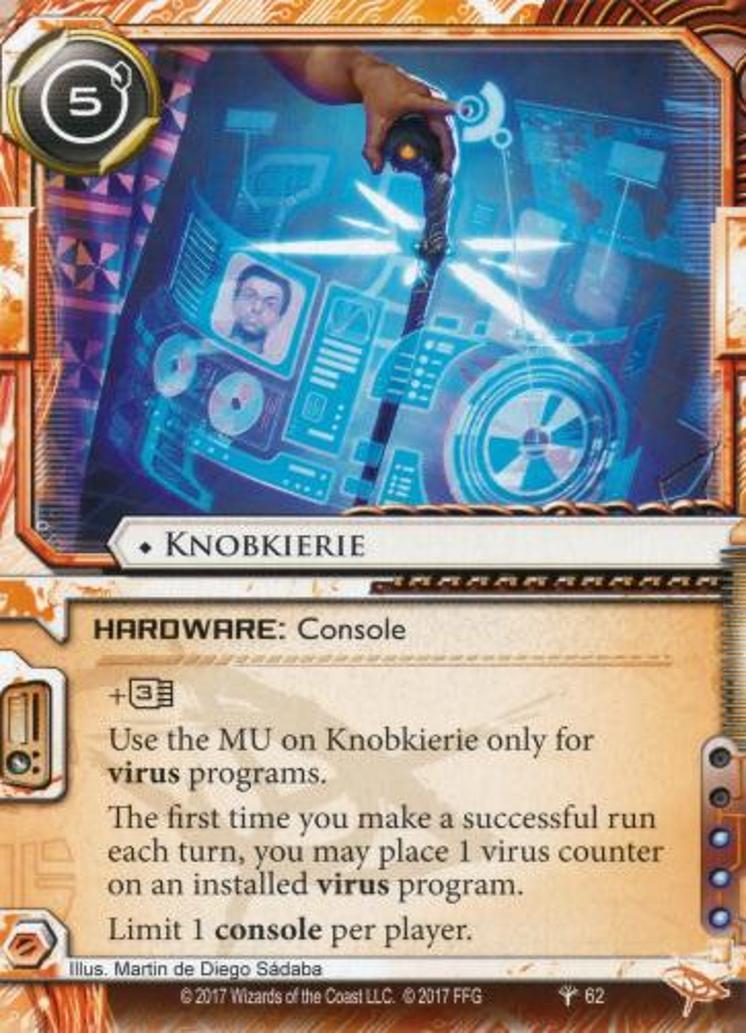 5
◆ KNOBKIERIE
HARDWARE: Console
+3
Use the MU on Knobkierie only for
virus programs.
The first time you make a successful run
each turn, you may place 1 virus counter
on an installed virus program.
Limit 1 console per player.
Illus. Martin de Diego Sádaba
© 2017 Wizards of the Coast LLC. © 2017 FFG
62